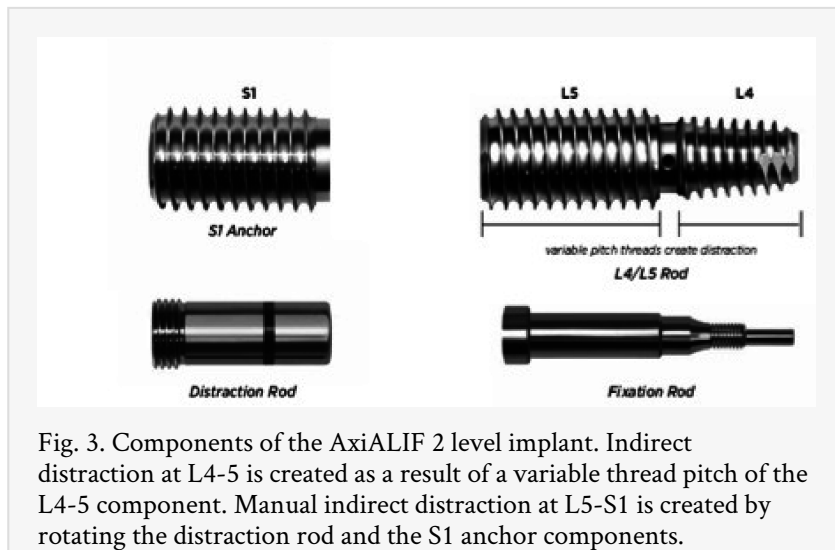 S1
L5
L4
S1 Anchor
variable pitch threads create distraction
L4/L5 Rod
Distraction Rod
Fixation Rod
Fig. 3. Components of the AxiALIF 2 level implant. Indirect
distraction at L4-5 is created as a result of a variable thread pitch of the
L4-5 component. Manual indirect distraction at L5-S1 is created by
rotating the distraction rod and the S1 anchor components.